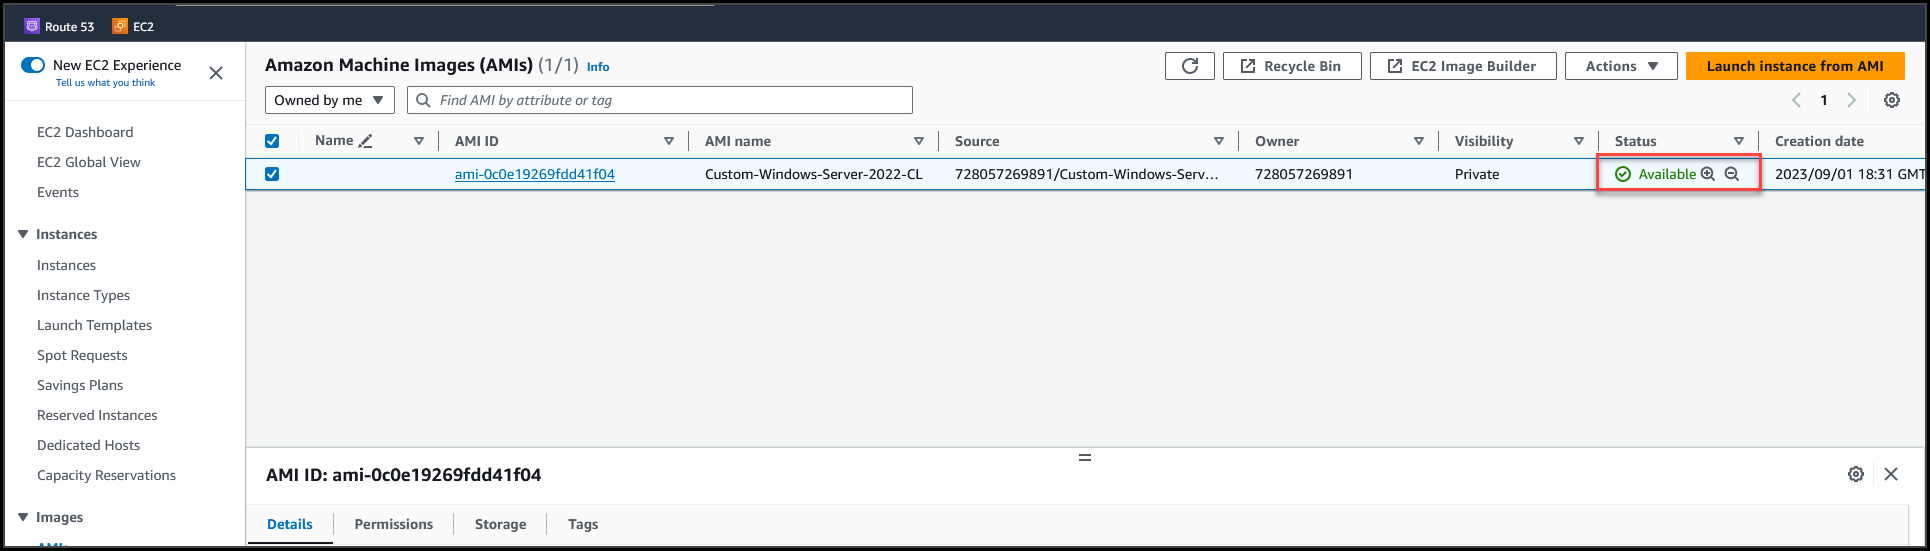 Route 53 EC2
New EC2 Experience
Tell us what you think
EC2 Dashboard
EC2 Global View
Events
Instances
Instances
Instance Types
Launch Templates
Spot Requests
Savings Plans
Reserved Instances
Dedicated Hosts
Capacity Reservations
Images
AMIs
Amazon Machine Images (AMIs) (1/1) Info
Recycle Bin EC2 Image Builder Actions Launch instance from AMI
Owned by me Find AMI by attribute or tag 1
Name AMI ID AMI name Source Owner Visibility Status Creation date
ami-0c0e19269fdd41f04 Custom-Windows-Server-2022-CL 728057269891/Custom-Windows-Serv... 728057269891 Private Available 2023/09/01 18:31 GMT
AMI ID: ami-0c0e19269fdd41f04
Details Permissions Storage Tags